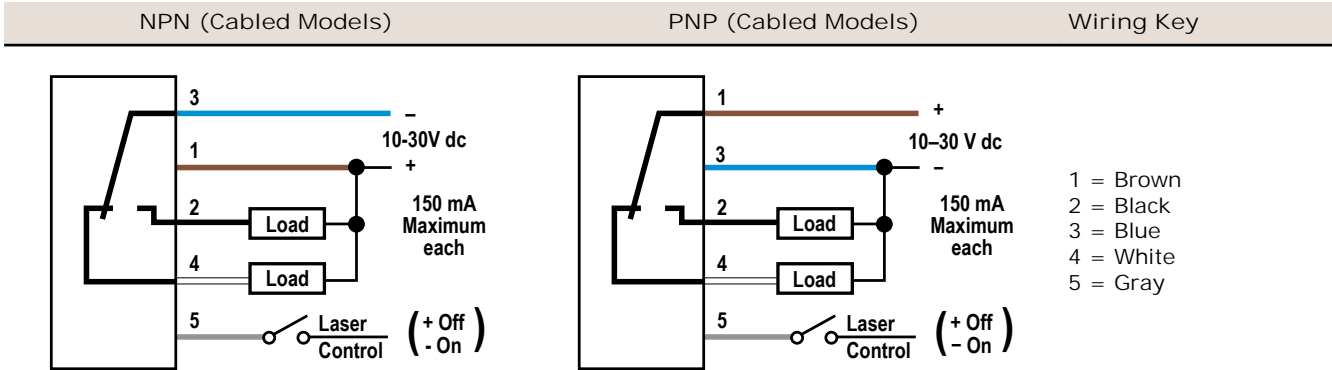 NPN (Cabled Models)
PNP (Cabled Models)
Wiring Key
3
–
10-30V dc
1
+
2
Load
150 mA
Maximum
each
4
Load
5
Laser
Control
( + Off
- On )
1
+
10–30 V dc
3
–
2
Load
150 mA
Maximum
each
4
Load
5
Laser
Control
( + Off
– On )
1 = Brown
2 = Black
3 = Blue
4 = White
5 = Gray